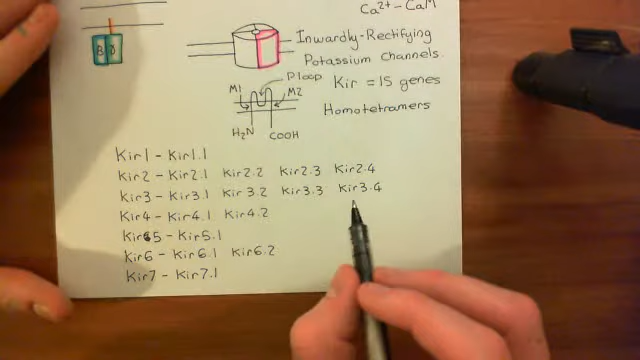 Ca²⁺ - CaM
B D
Inwardly-Rectifying
Potassium channels.
P loop
Kir = 15 genes
M1
M2
Homotetramers
H₂N
COOH
Kir1 - Kir1.1
Kir2 - Kir2.1 Kir2.2 Kir2.3 Kir2.4
Kir3 - Kir3.1 Kir3.2 Kir3.3 Kir3.4
Kir4 - Kir4.1 Kir4.2
Kir5 - Kir5.1
Kir6 - Kir6.1 Kir6.2
Kir7 - Kir7.1